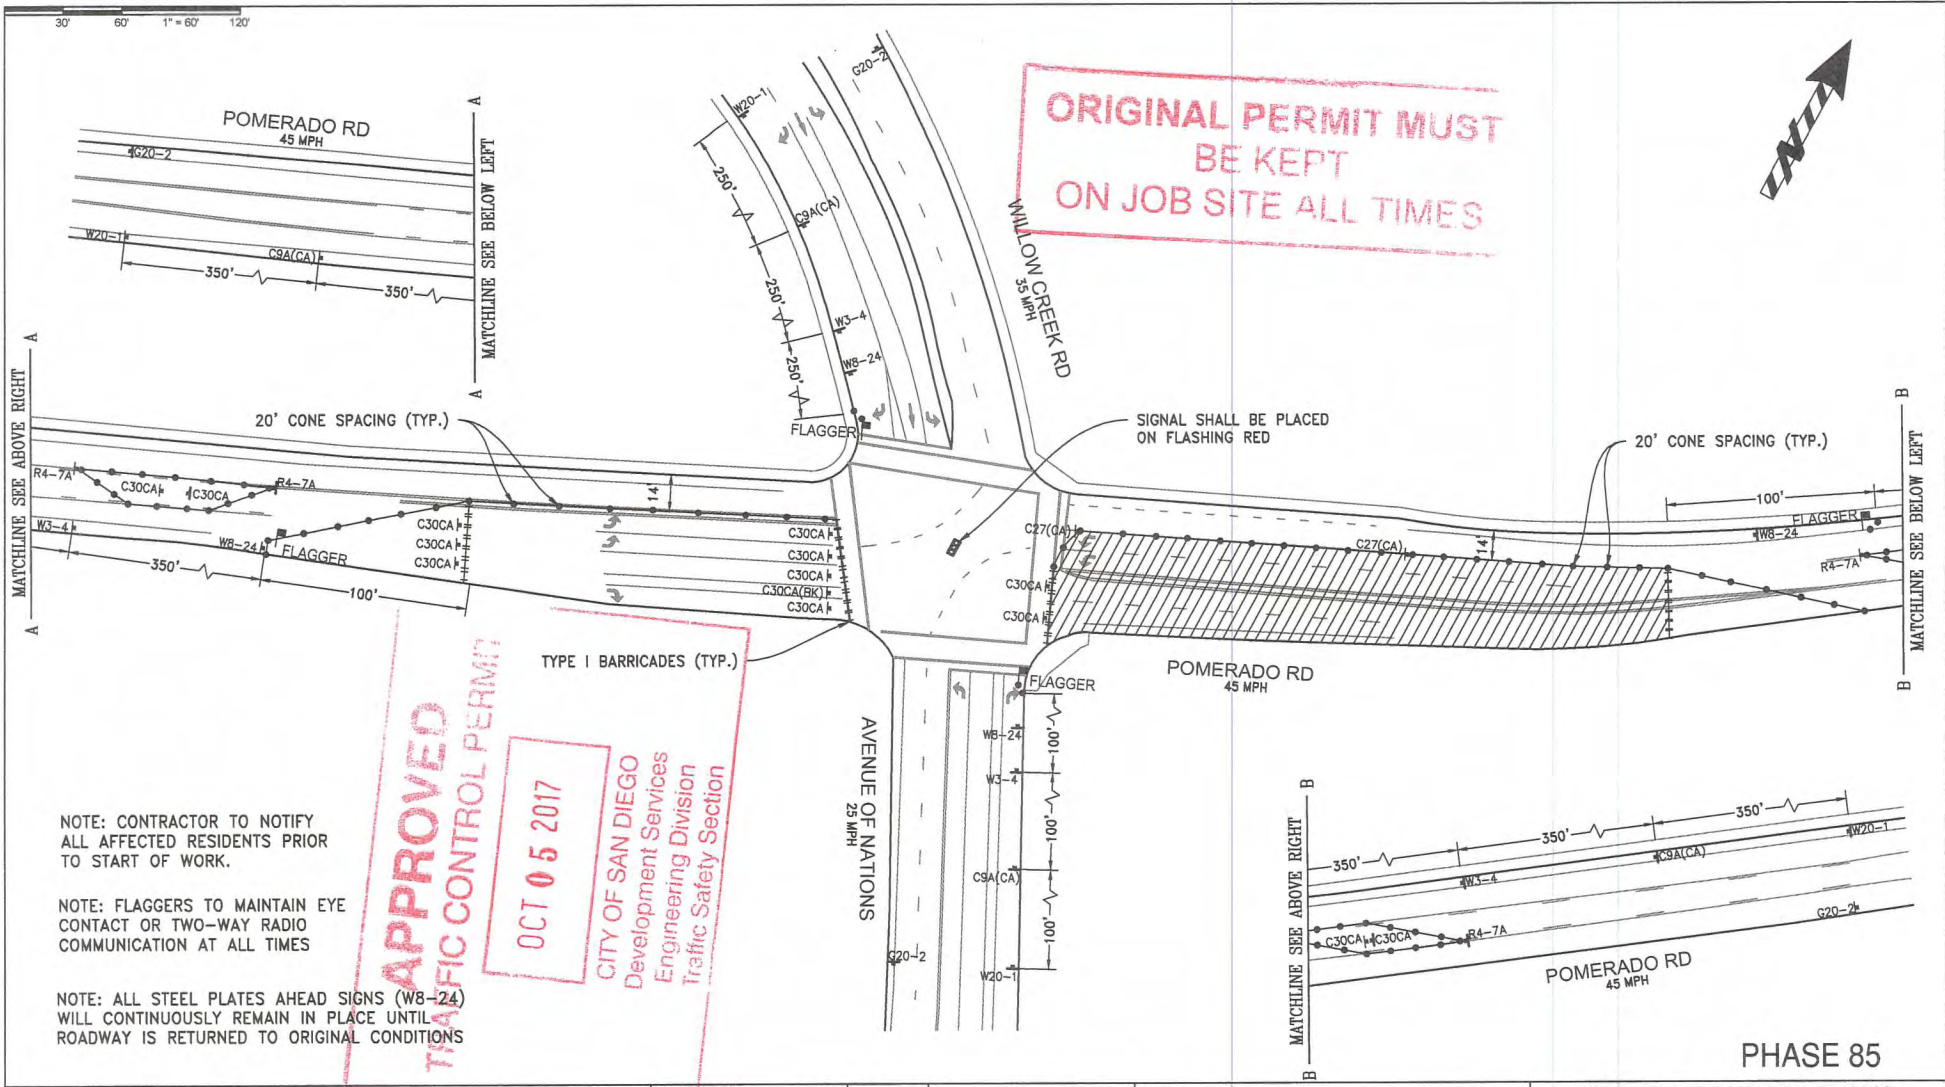 30' 60' 1" = 60' 120'
POMERADO RD
45 MPH
G20-2
W20-1
C9A(CA)
350'
350'
A
MATCHLINE SEE BELOW LEFT
A
W20-1
G20-2
250'
C9A(CA)
250'
W3-4
W8-24
250'
FLAGGER
WILLOW CREEK RD
35 MPH
ORIGINAL PERMIT MUST
BE KEPT
ON JOB SITE ALL TIMES
N
A
MATCHLINE SEE ABOVE RIGHT
A
20' CONE SPACING (TYP.)
R4-7A
C30CA
C30CA
R4-7A
W3-4
W8-24
FLAGGER
350'
100'
C30CA
C30CA
C30CA
14'
C30CA
C30CA
C30CA
C30CA(BK)
C30CA
TYPE I BARRICADES (TYP.)
SIGNAL SHALL BE PLACED
ON FLASHING RED
20' CONE SPACING (TYP.)
C27(CA)
C27(CA)
14'
C30CA
C30CA
100'
FLAGGER
W8-24
R4-7A
B
MATCHLINE SEE BELOW LEFT
B
POMERADO RD
45 MPH
FLAGGER
W8-24
100'
W3-4
100'
C9A(CA)
100'
W20-1
G20-2
AVENUE OF NATIONS
25 MPH
APPROVED
TRAFFIC CONTROL PERMIT
OCT 05 2017
CITY OF SAN DIEGO
Development Services
Engineering Division
Traffic Safety Section
NOTE: CONTRACTOR TO NOTIFY
ALL AFFECTED RESIDENTS PRIOR
TO START OF WORK.
NOTE: FLAGGERS TO MAINTAIN EYE
CONTACT OR TWO-WAY RADIO
COMMUNICATION AT ALL TIMES
NOTE: ALL STEEL PLATES AHEAD SIGNS (W8-24)
WILL CONTINUOUSLY REMAIN IN PLACE UNTIL
ROADWAY IS RETURNED TO ORIGINAL CONDITIONS
B
MATCHLINE SEE ABOVE RIGHT
B
350'
350'
350'
W3-4
C9A(CA)
W20-1
C30CA
C30CA
R4-7A
G20-2
POMERADO RD
45 MPH
PHASE 85